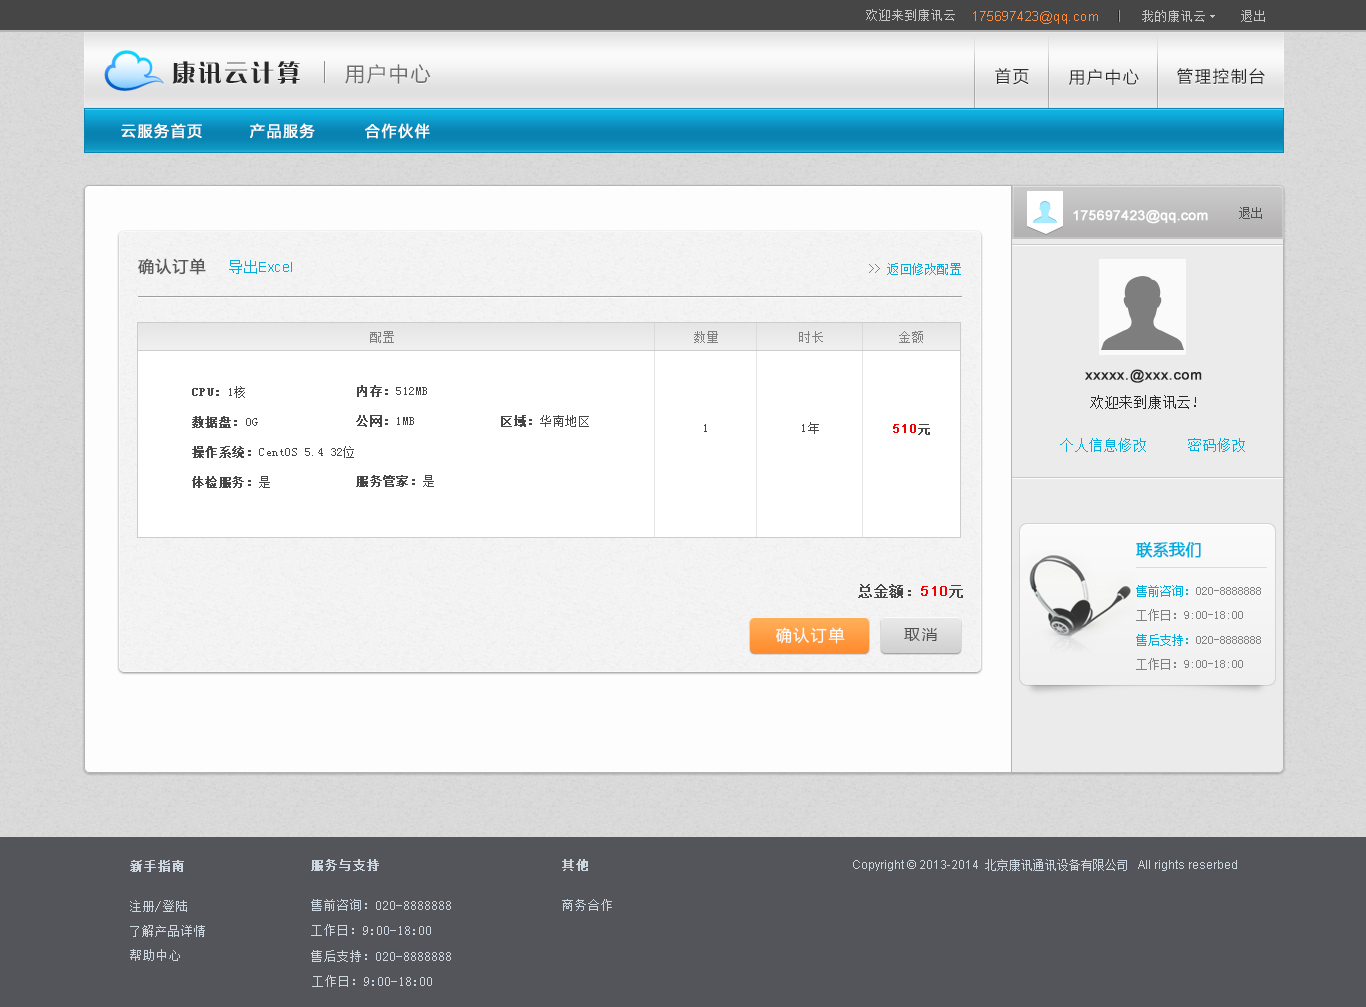 欢迎来到康讯云 175697423@qq.com | 我的康讯云 退出
康讯云计算 | 用户中心 首页 用户中心 管理控制台
云服务首页 产品服务 合作伙伴
175697423@qq.com 退出
确认订单 导出Excel >> 返回修改配置
配置 数量 时长 金额
CPU: 1核 内存: 512MB
数据盘: 0G 公网: 1MB 区域: 华南地区
1 1年 510元
操作系统: CentOS 5.4 32位
体检服务: 是 服务管家: 是
总金额: 510元
确认订单 取消
xxxxx.@xxx.com
欢迎来到康讯云!
个人信息修改 密码修改
联系我们
售前咨询: 020-8888888
工作日: 9:00-18:00
售后支持: 020-8888888
工作日: 9:00-18:00
新手指南 服务与支持 其他 Copyright © 2013-2014 北京康讯通讯设备有限公司 All rights reserbed
注册/登陆 售前咨询: 020-8888888 商务合作
了解产品详情 工作日: 9:00-18:00
帮助中心 售后支持: 020-8888888
工作日: 9:00-18:00